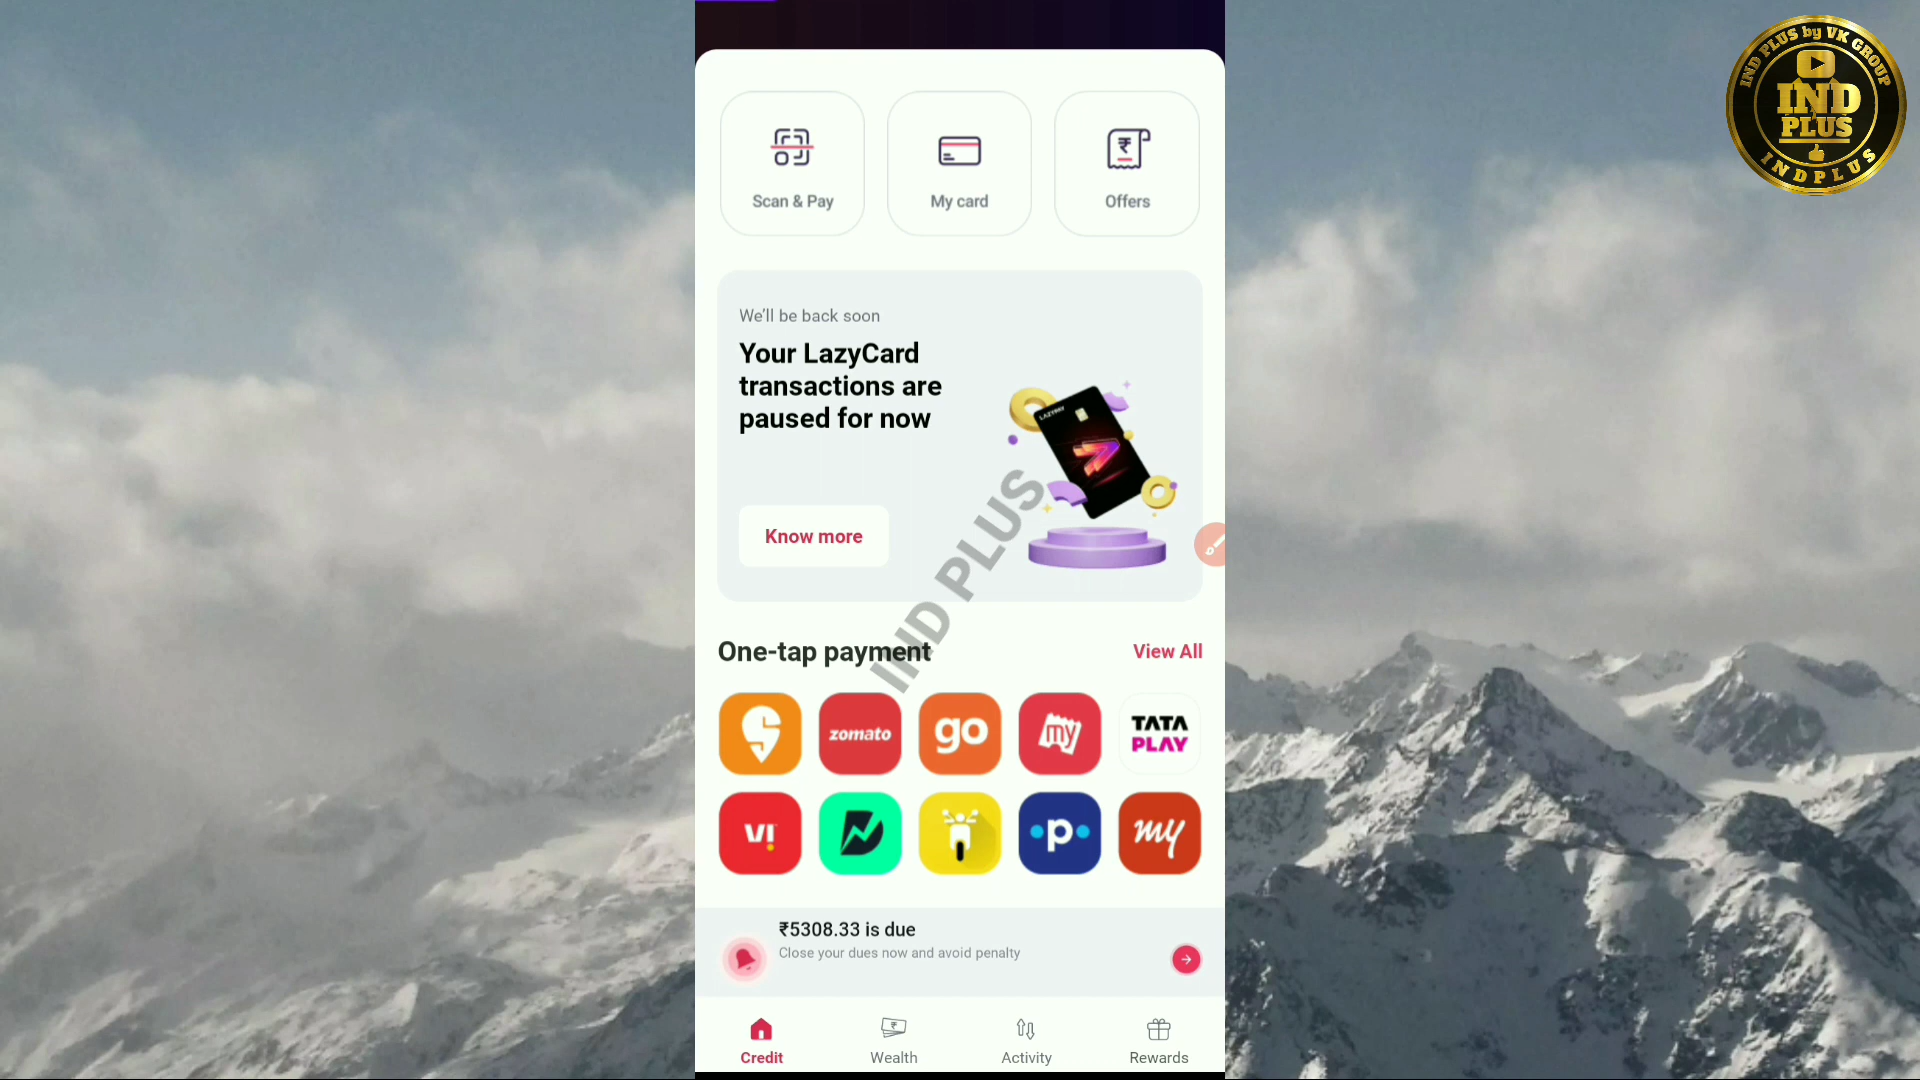 IND PLUS by VK GROUP
IND
PLUS
INDPLUS
Scan & Pay
My card
₹
Offers
We'll be back soon
Your LazyCard
transactions are
paused for now
LAZYPAY
Know more
IND PLUS
One-tap payment
View All
zomato
go
my
TATA
PLAY
V!
p
my
₹5308.33 is due
Close your dues now and avoid penalty
₹
Credit
Wealth
Activity
Rewards